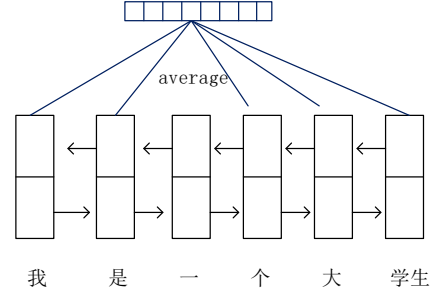 average
我 是 一 个 大 学生